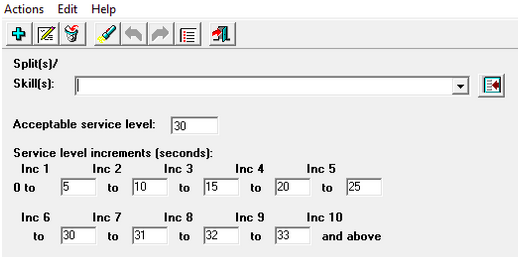 Actions Edit Help
Split(s)/
Skill(s):
Acceptable service level: 30
Service level increments (seconds):
Inc 1 Inc 2 Inc 3 Inc 4 Inc 5
0 to 5 to 10 to 15 to 20 to 25
Inc 6 Inc 7 Inc 8 Inc 9 Inc 10
to 30 to 31 to 32 to 33 and above